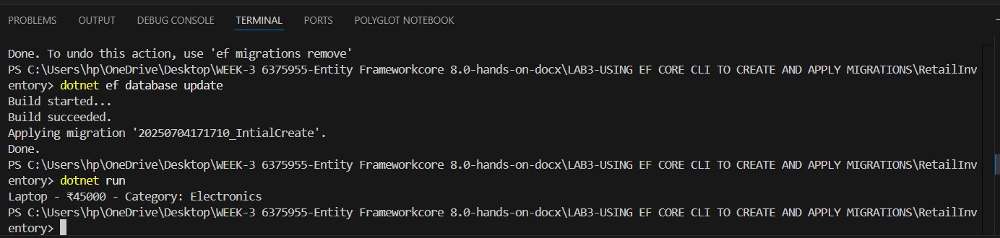 PROBLEMS OUTPUT DEBUG CONSOLE TERMINAL PORTS POLYGLOT NOTEBOOK
Done. To undo this action, use 'ef migrations remove'
PS C:\Users\hp\OneDrive\Desktop\WEEK-3 6375955-Entity Frameworkcore 8.0-hands-on-docx\LAB3-USING EF CORE CLI TO CREATE AND APPLY MIGRATIONS\RetailInv
entory> dotnet ef database update
Build started...
Build succeeded.
Applying migration '20250704171710_IntialCreate'.
Done.
PS C:\Users\hp\OneDrive\Desktop\WEEK-3 6375955-Entity Frameworkcore 8.0-hands-on-docx\LAB3-USING EF CORE CLI TO CREATE AND APPLY MIGRATIONS\RetailInv
entory> dotnet run
Laptop - ₹45000 - Category: Electronics
PS C:\Users\hp\OneDrive\Desktop\WEEK-3 6375955-Entity Frameworkcore 8.0-hands-on-docx\LAB3-USING EF CORE CLI TO CREATE AND APPLY MIGRATIONS\RetailInv
entory>